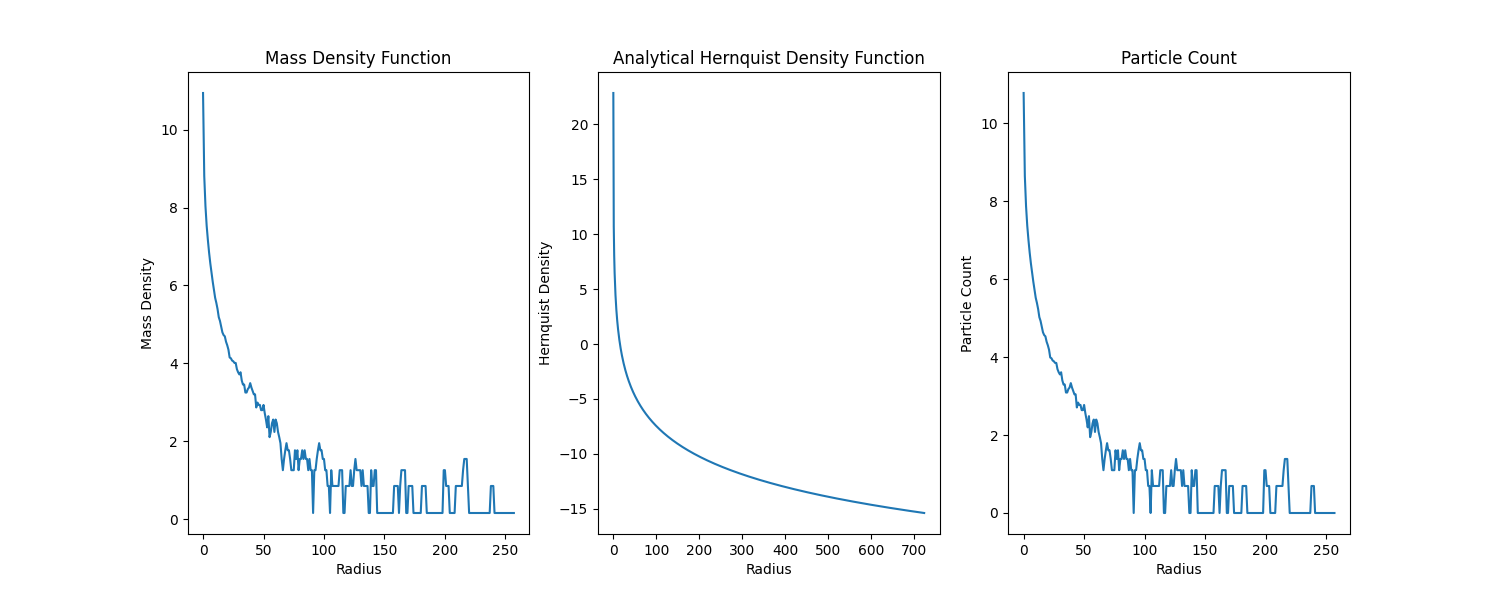 Mass Density Function
Mass Density
10
8
6
4
2
0
0 50 100 150 200 250
Radius
Analytical Hernquist Density Function
Hernquist Density
20
15
10
5
0
−5
−10
−15
0 100 200 300 400 500 600 700
Radius
Particle Count
Particle Count
10
8
6
4
2
0
0 50 100 150 200 250
Radius